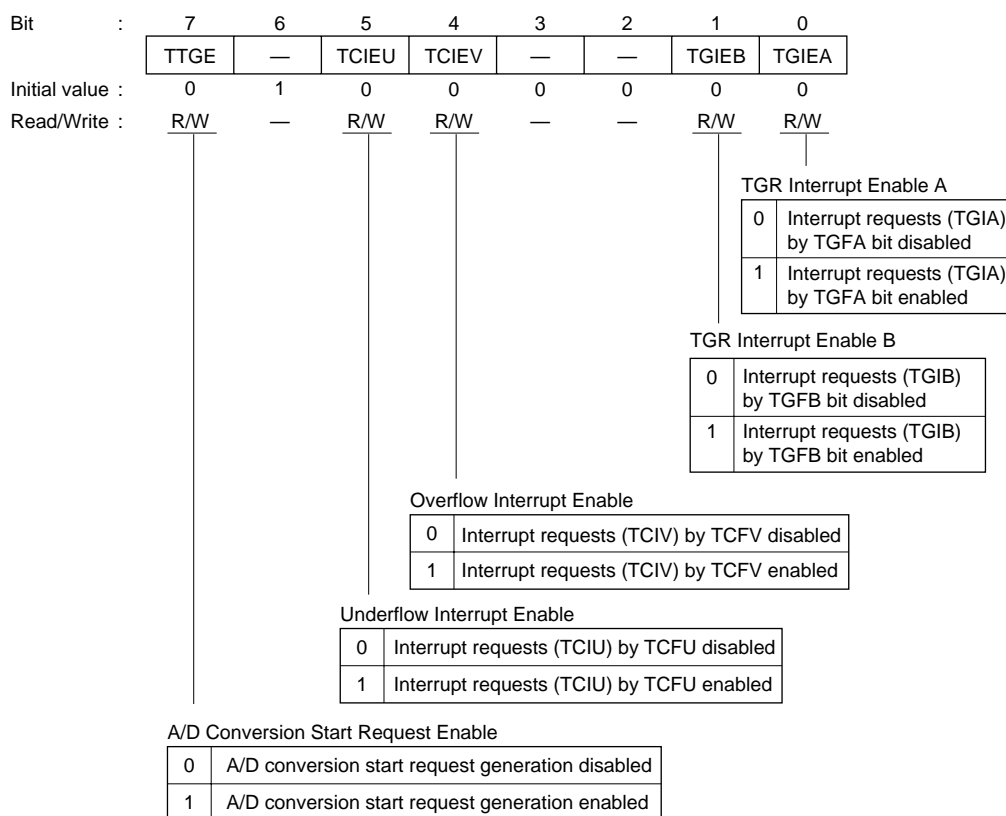 Bit : 7 6 5 4 3 2 1 0
TTGE — TCIEU TCIEV — — TGIEB TGIEA
Initial value : 0 1 0 0 0 0 0 0
Read/Write : R/W — R/W R/W — — R/W R/W
TGR Interrupt Enable A
0 Interrupt requests (TGIA)
by TGFA bit disabled
1 Interrupt requests (TGIA)
by TGFA bit enabled
TGR Interrupt Enable B
0 Interrupt requests (TGIB)
by TGFB bit disabled
1 Interrupt requests (TGIB)
by TGFB bit enabled
Overflow Interrupt Enable
0 Interrupt requests (TCIV) by TCFV disabled
1 Interrupt requests (TCIV) by TCFV enabled
Underflow Interrupt Enable
0 Interrupt requests (TCIU) by TCFU disabled
1 Interrupt requests (TCIU) by TCFU enabled
A/D Conversion Start Request Enable
0 A/D conversion start request generation disabled
1 A/D conversion start request generation enabled